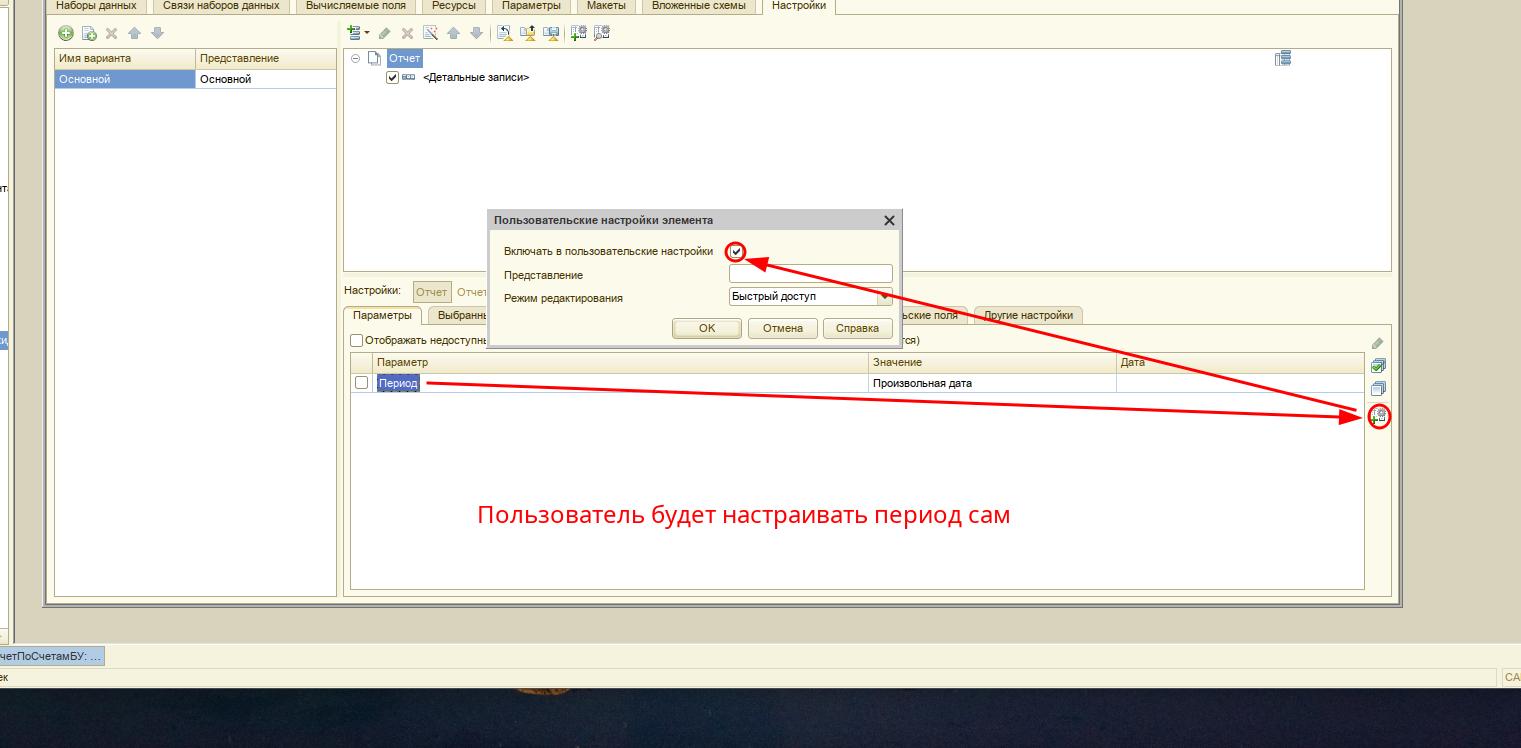 Наборы данных Связи наборов данных Вычисляемые поля Ресурсы Параметры Макеты Вложенные схемы Настройки
Имя варианта Представление
Основной Основной
Отчет
<Детальные записи>
Пользовательские настройки элемента
Включать в пользовательские настройки
Представление
Режим редактирования Быстрый доступ
OK Отмена Справка
Настройки: Отчет Отчет
Параметры Выбранн ьские поля Другие настройки
Отображать недоступн тся)
Параметр Значение Дата
Период Произвольная дата
Пользователь будет настраивать период сам
четПоСчетамБУ: ...
ек
CA